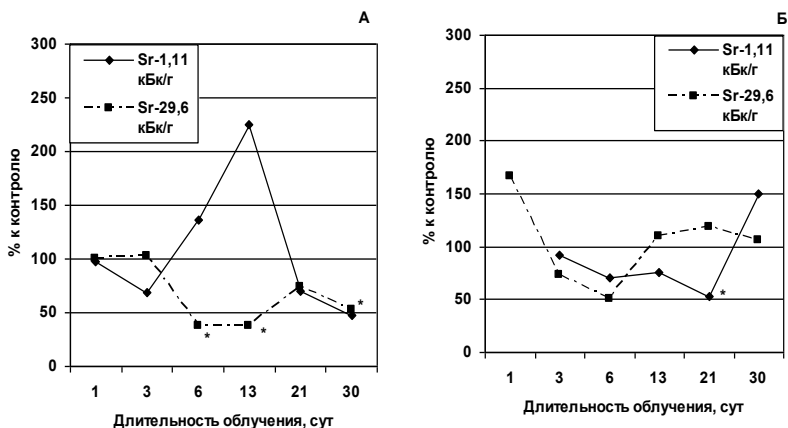 А
300
250
200
150
100
50
0
% к контролю
Sr-1,11
кБк/г
Sr-29,6
кБк/г
*
*
*
1 3 6 13 21 30
Длительность облучения, сут
Б
300
250
200
150
100
50
0
% к контролю
Sr-1,11
кБк/г
Sr-29,6
кБк/г
*
1 3 6 13 21 30
Длительность облучения, сут